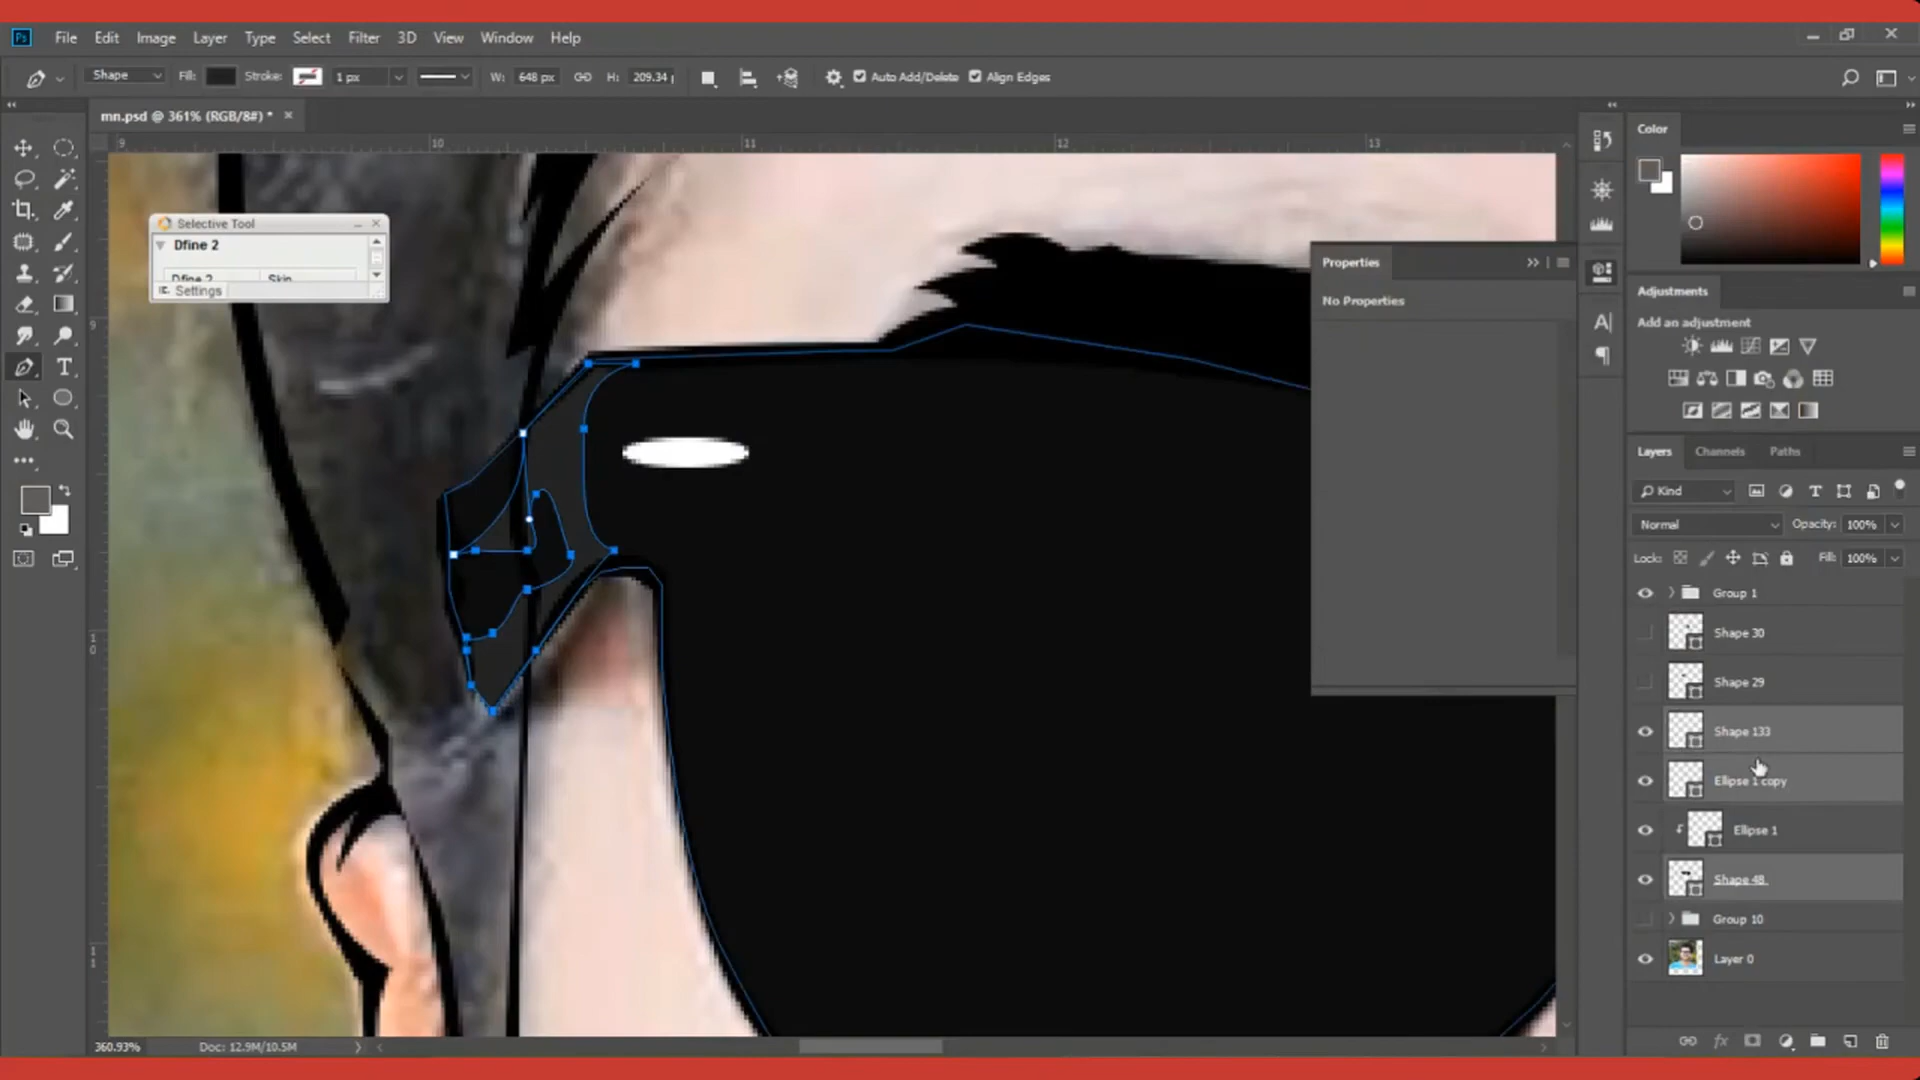 Ps File Edit Image Layer Type Select Filter 3D View Window Help
Shape Fill: Stroke: 1 px W: 648 px H: 209.34 Auto Add/Delete Align Edges
mn.psd @ 361% (RGB/8#) * ×
9 10 11 12 13
Selective Tool
Dfine 2
Dfine 2 Skin
Settings
9
10
11
Properties
No Properties
Color
Adjustments
Add an adjustment
Layers Channels Paths
Kind
Normal Opacity: 100%
Lock: Fill: 100%
Group 1
Shape 30
Shape 29
Shape 133
Ellipse 1 copy
Ellipse 1
Shape 48
Group 10
Layer 0
360.93% Doc: 12.9M/10.5M